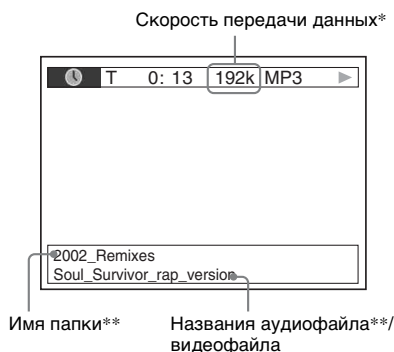 Скорость передачи данных*
T 0: 13 192k MP3
2002_Remixes
Soul_Survivor_rap_version
Имя папки**
Названия аудиофайла**/
видеофайла